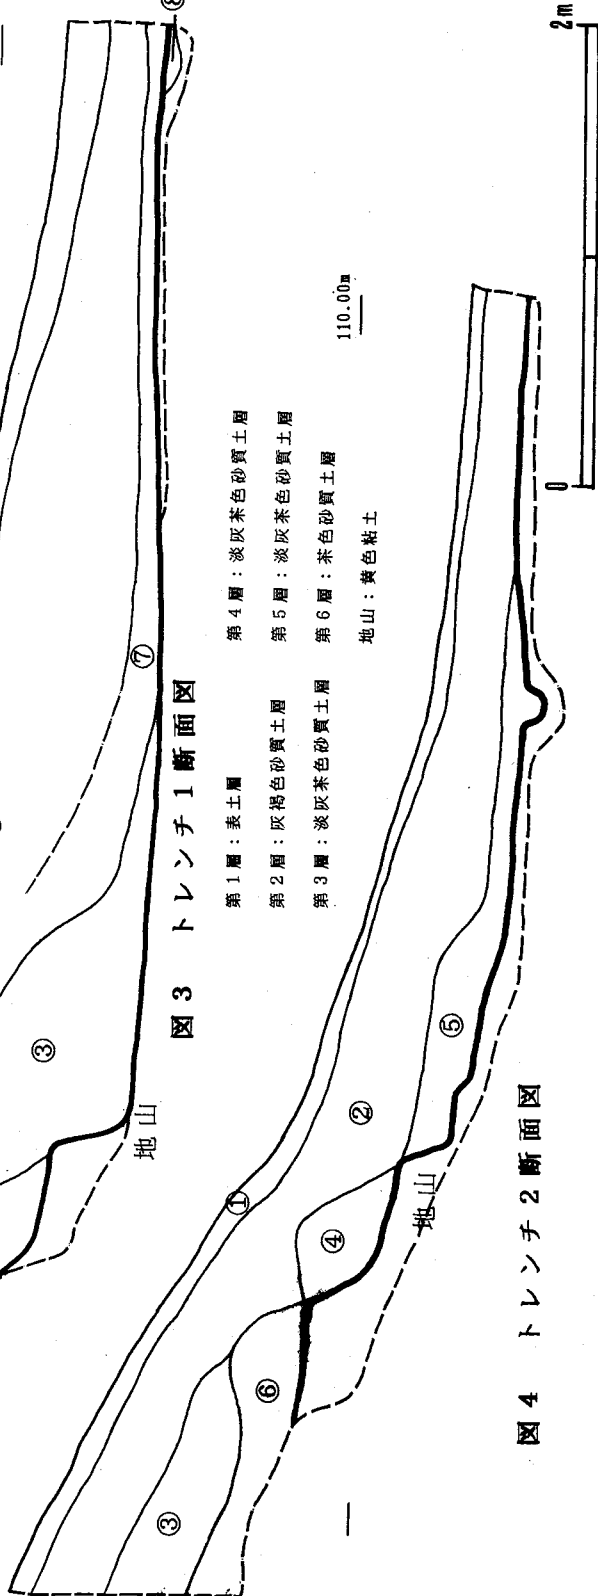 ⑧
⑦
③
地山
図3 トレンチ1断面図
第1層：表土層
第2層：灰褐色砂質土層
第3層：淡灰茶色砂質土層
第4層：淡灰茶色砂質土層
第5層：淡灰茶色砂質土層
第6層：茶色砂質土層
地山：黄色粘土
110.00m
①
②
③
④
⑤
⑥
地山
図4 トレンチ2断面図
0
2m